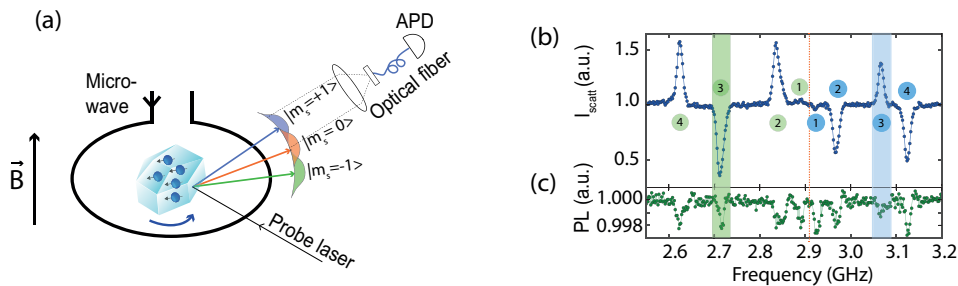 (a)
APD
Optical fiber
Micro-
wave
|mₛ=+1>
|mₛ=0>
|mₛ=-1>
B
Probe laser
(b)
Iscatt (a.u.)
1.5
1.0
0.5
3
1
2
4
4
2
1
3
(c)
PL (a.u.)
1.000
0.998
2.6 2.7 2.8 2.9 3.0 3.1 3.2
Frequency (GHz)